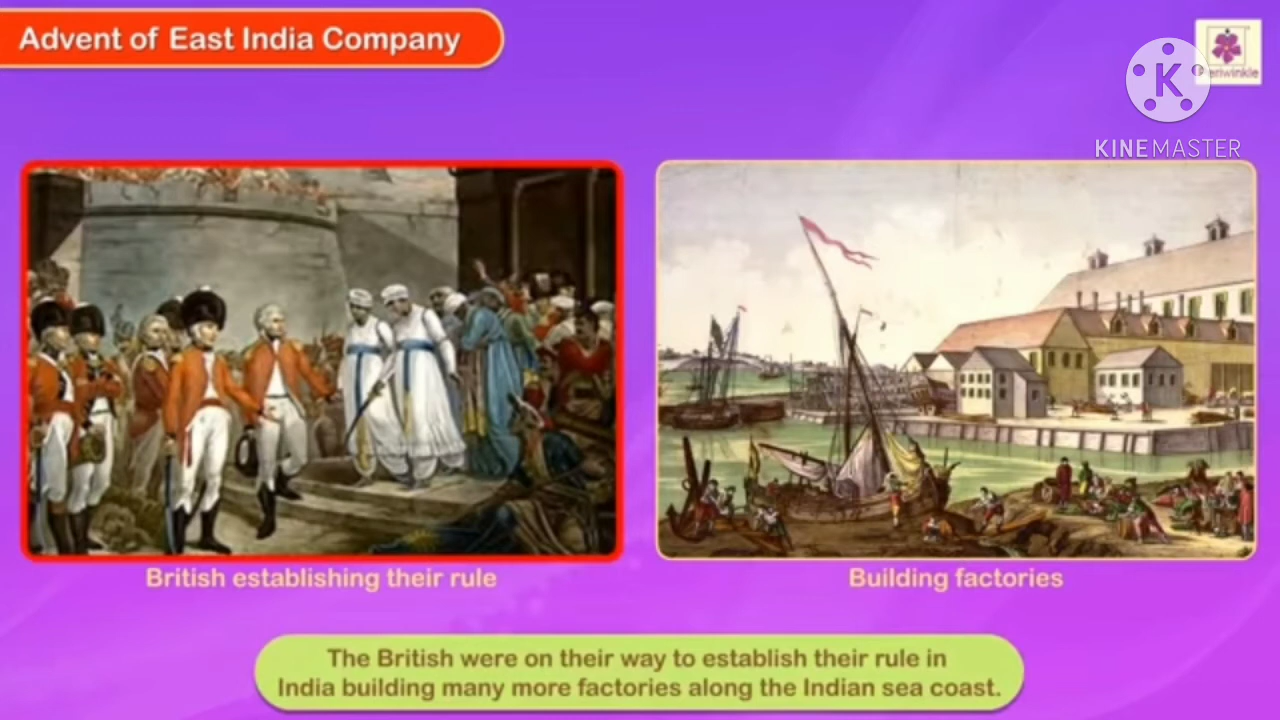 Advent of East India Company
Periwinkle
K
KINEMASTER
British establishing their rule
Building factories
The British were on their way to establish their rule in
India building many more factories along the Indian sea coast.